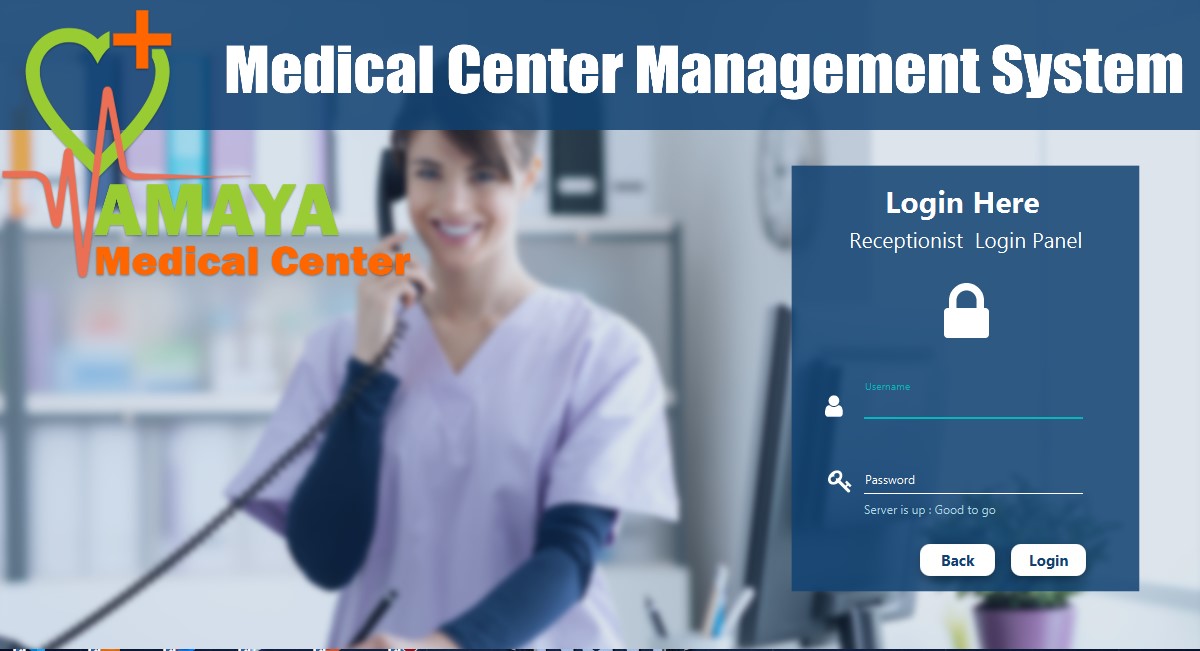 Medical Center Management System
AMAYA
Medical Center
Login Here
Receptionist Login Panel
Username
Password
Server is up : Good to go
Back
Login